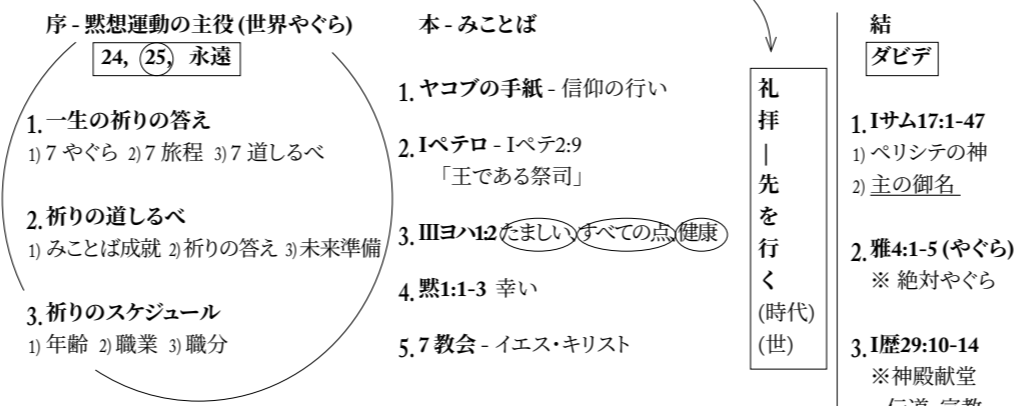 序 - 黙想運動の主役 (世界やぐら)
24, 25, 永遠
1. 一生の祈りの答え
1) 7 やぐら 2) 7 旅程 3) 7 道しるべ
2. 祈りの道しるべ
1) みことば成就 2) 祈りの答え 3) 未来準備
3. 祈りのスケジュール
1) 年齢 2) 職業 3) 職分
本 - みことば
1. ヤコブの手紙 - 信仰の行い
2. Iペテロ - Iペテ2:9
「王である祭司」
3. IIIヨハ1:2 たましい, すべての点, 健康
4. 黙1:1-3 幸い
5. 7 教会 - イエス・キリスト
礼拝｜先を行く
(時代)
(世)
結
ダビデ
1. Iサム17:1-47
1) ペリシテの神
2) 主の御名
2. 雅4:1-5 (やぐら)
※ 絶対やぐら
3. I歴29:10-14
※神殿献堂